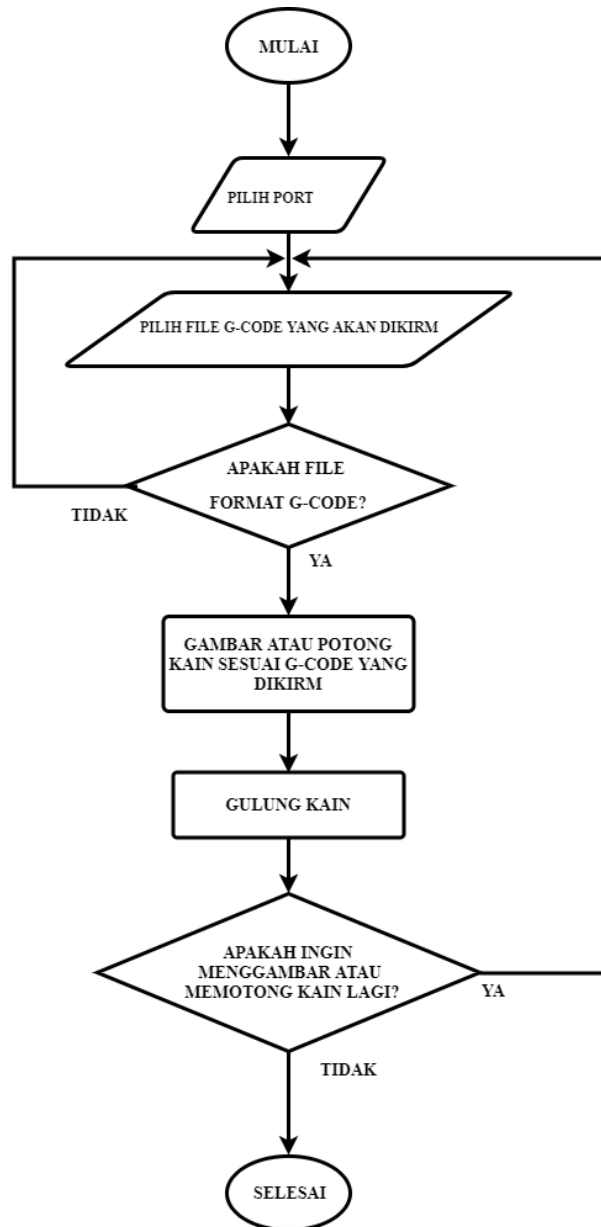 MULAI
PILIH PORT
PILIH FILE G-CODE YANG AKAN DIKIRM
APAKAH FILE
FORMAT G-CODE?
TIDAK
YA
GAMBAR ATAU POTONG
KAIN SESUAI G-CODE YANG
DIKIRM
GULUNG KAIN
APAKAH INGIN
MENGGAMBAR ATAU
MEMOTONG KAIN LAGI?
YA
TIDAK
SELESAI